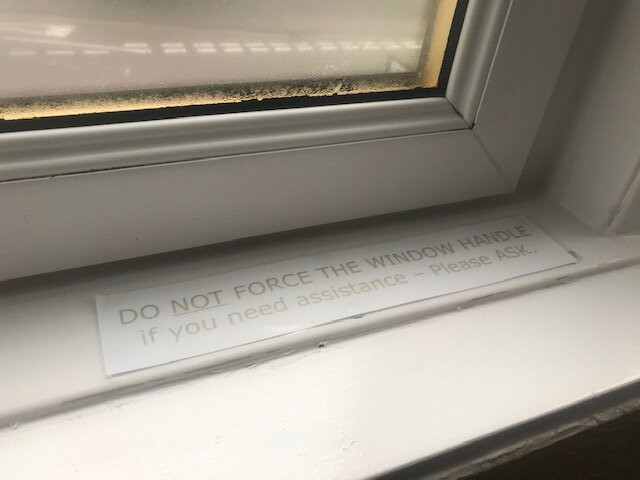 DO NOT FORCE THE WINDOW HANDLE
if you need assistance – Please ASK.